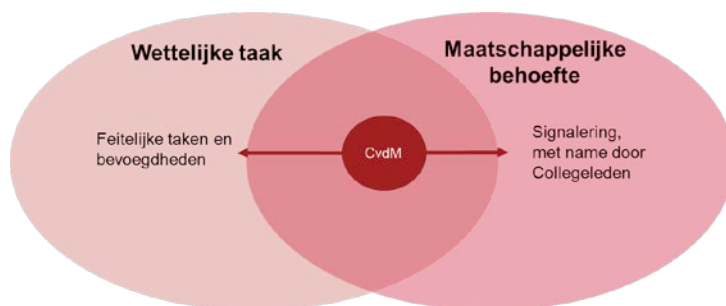 Wettelijke taak
Maatschappelijke
behoefte
Feitelijke taken en
bevoegdheden
CvdM
Signalering,
met name door
Collegeleden